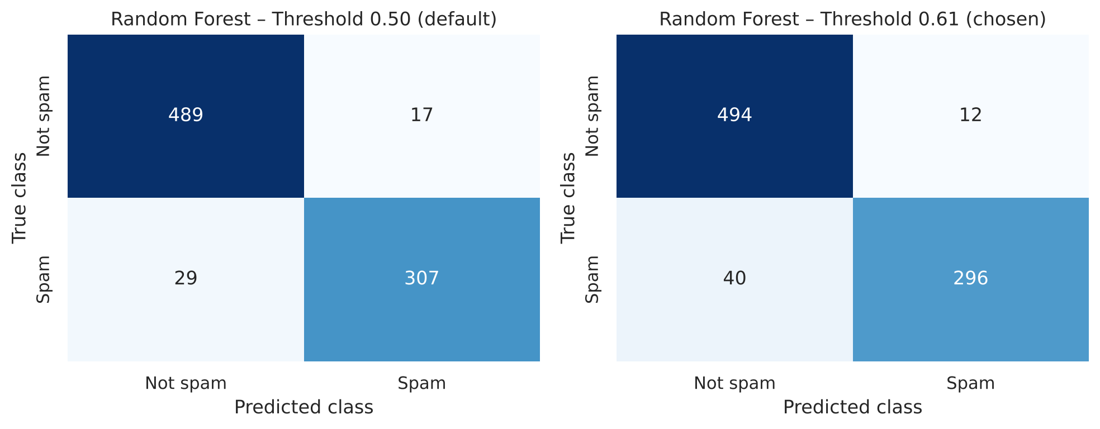 Random Forest – Threshold 0.50 (default)
True class
Not spam
489
17
Spam
29
307
Not spam
Spam
Predicted class
Random Forest – Threshold 0.61 (chosen)
True class
Not spam
494
12
Spam
40
296
Not spam
Spam
Predicted class